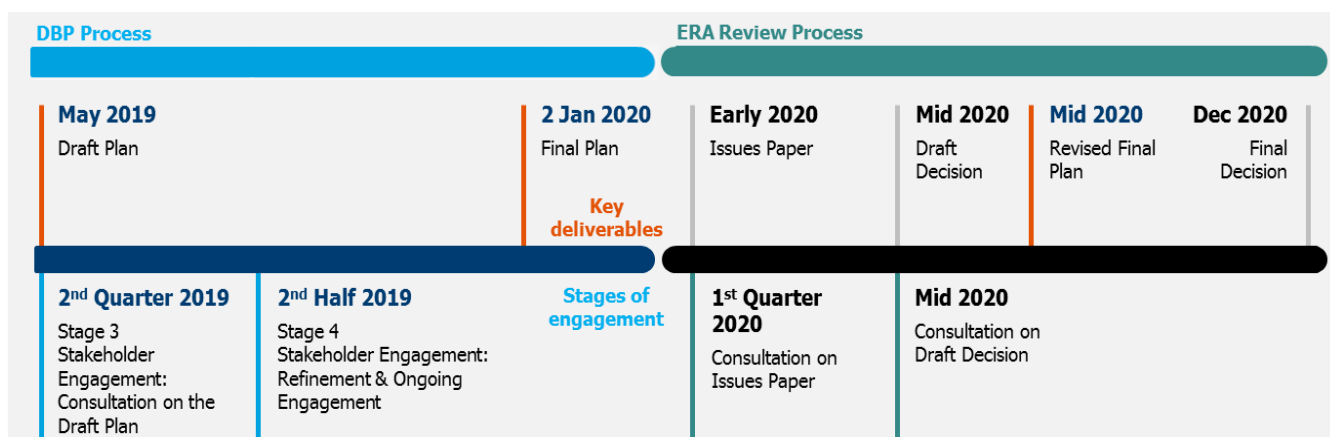 DBP Process
ERA Review Process
May 2019
Draft Plan
2 Jan 2020
Final Plan
Early 2020
Issues Paper
Mid 2020
Draft
Decision
Mid 2020
Revised Final
Plan
Dec 2020
Final
Decision
Key
deliverables
2nd Quarter 2019
Stage 3
Stakeholder
Engagement:
Consultation on the
Draft Plan
2nd Half 2019
Stage 4
Stakeholder Engagement:
Refinement & Ongoing
Engagement
Stages of
engagement
1st Quarter
2020
Consultation on
Issues Paper
Mid 2020
Consultation on
Draft Decision